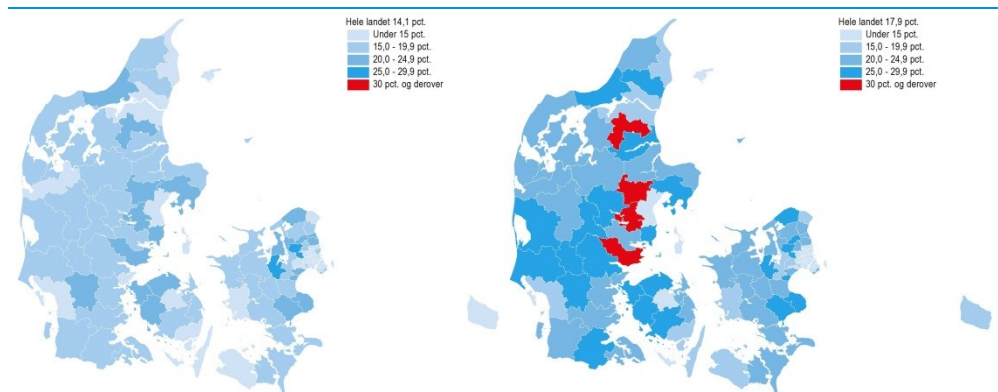 Hele landet 14,1 pct.
Under 15 pct.
15,0 - 19,9 pct.
20,0 - 24,9 pct.
25,0 - 29,9 pct.
30 pct. og derover
Hele landet 17,9 pct.
Under 15 pct.
15,0 - 19,9 pct.
20,0 - 24,9 pct.
25,0 - 29,9 pct.
30 pct. og derover